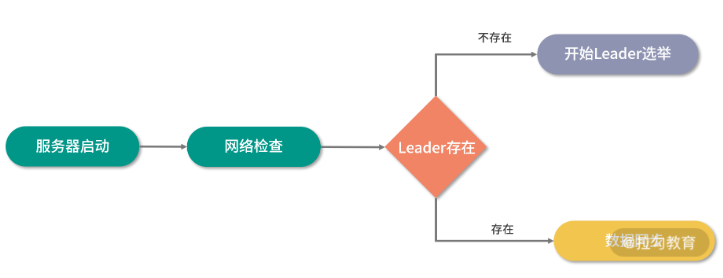 不存在
开始Leader选举
服务器启动
网络检查
Leader存在
存在
数据同步
@拉勾教育